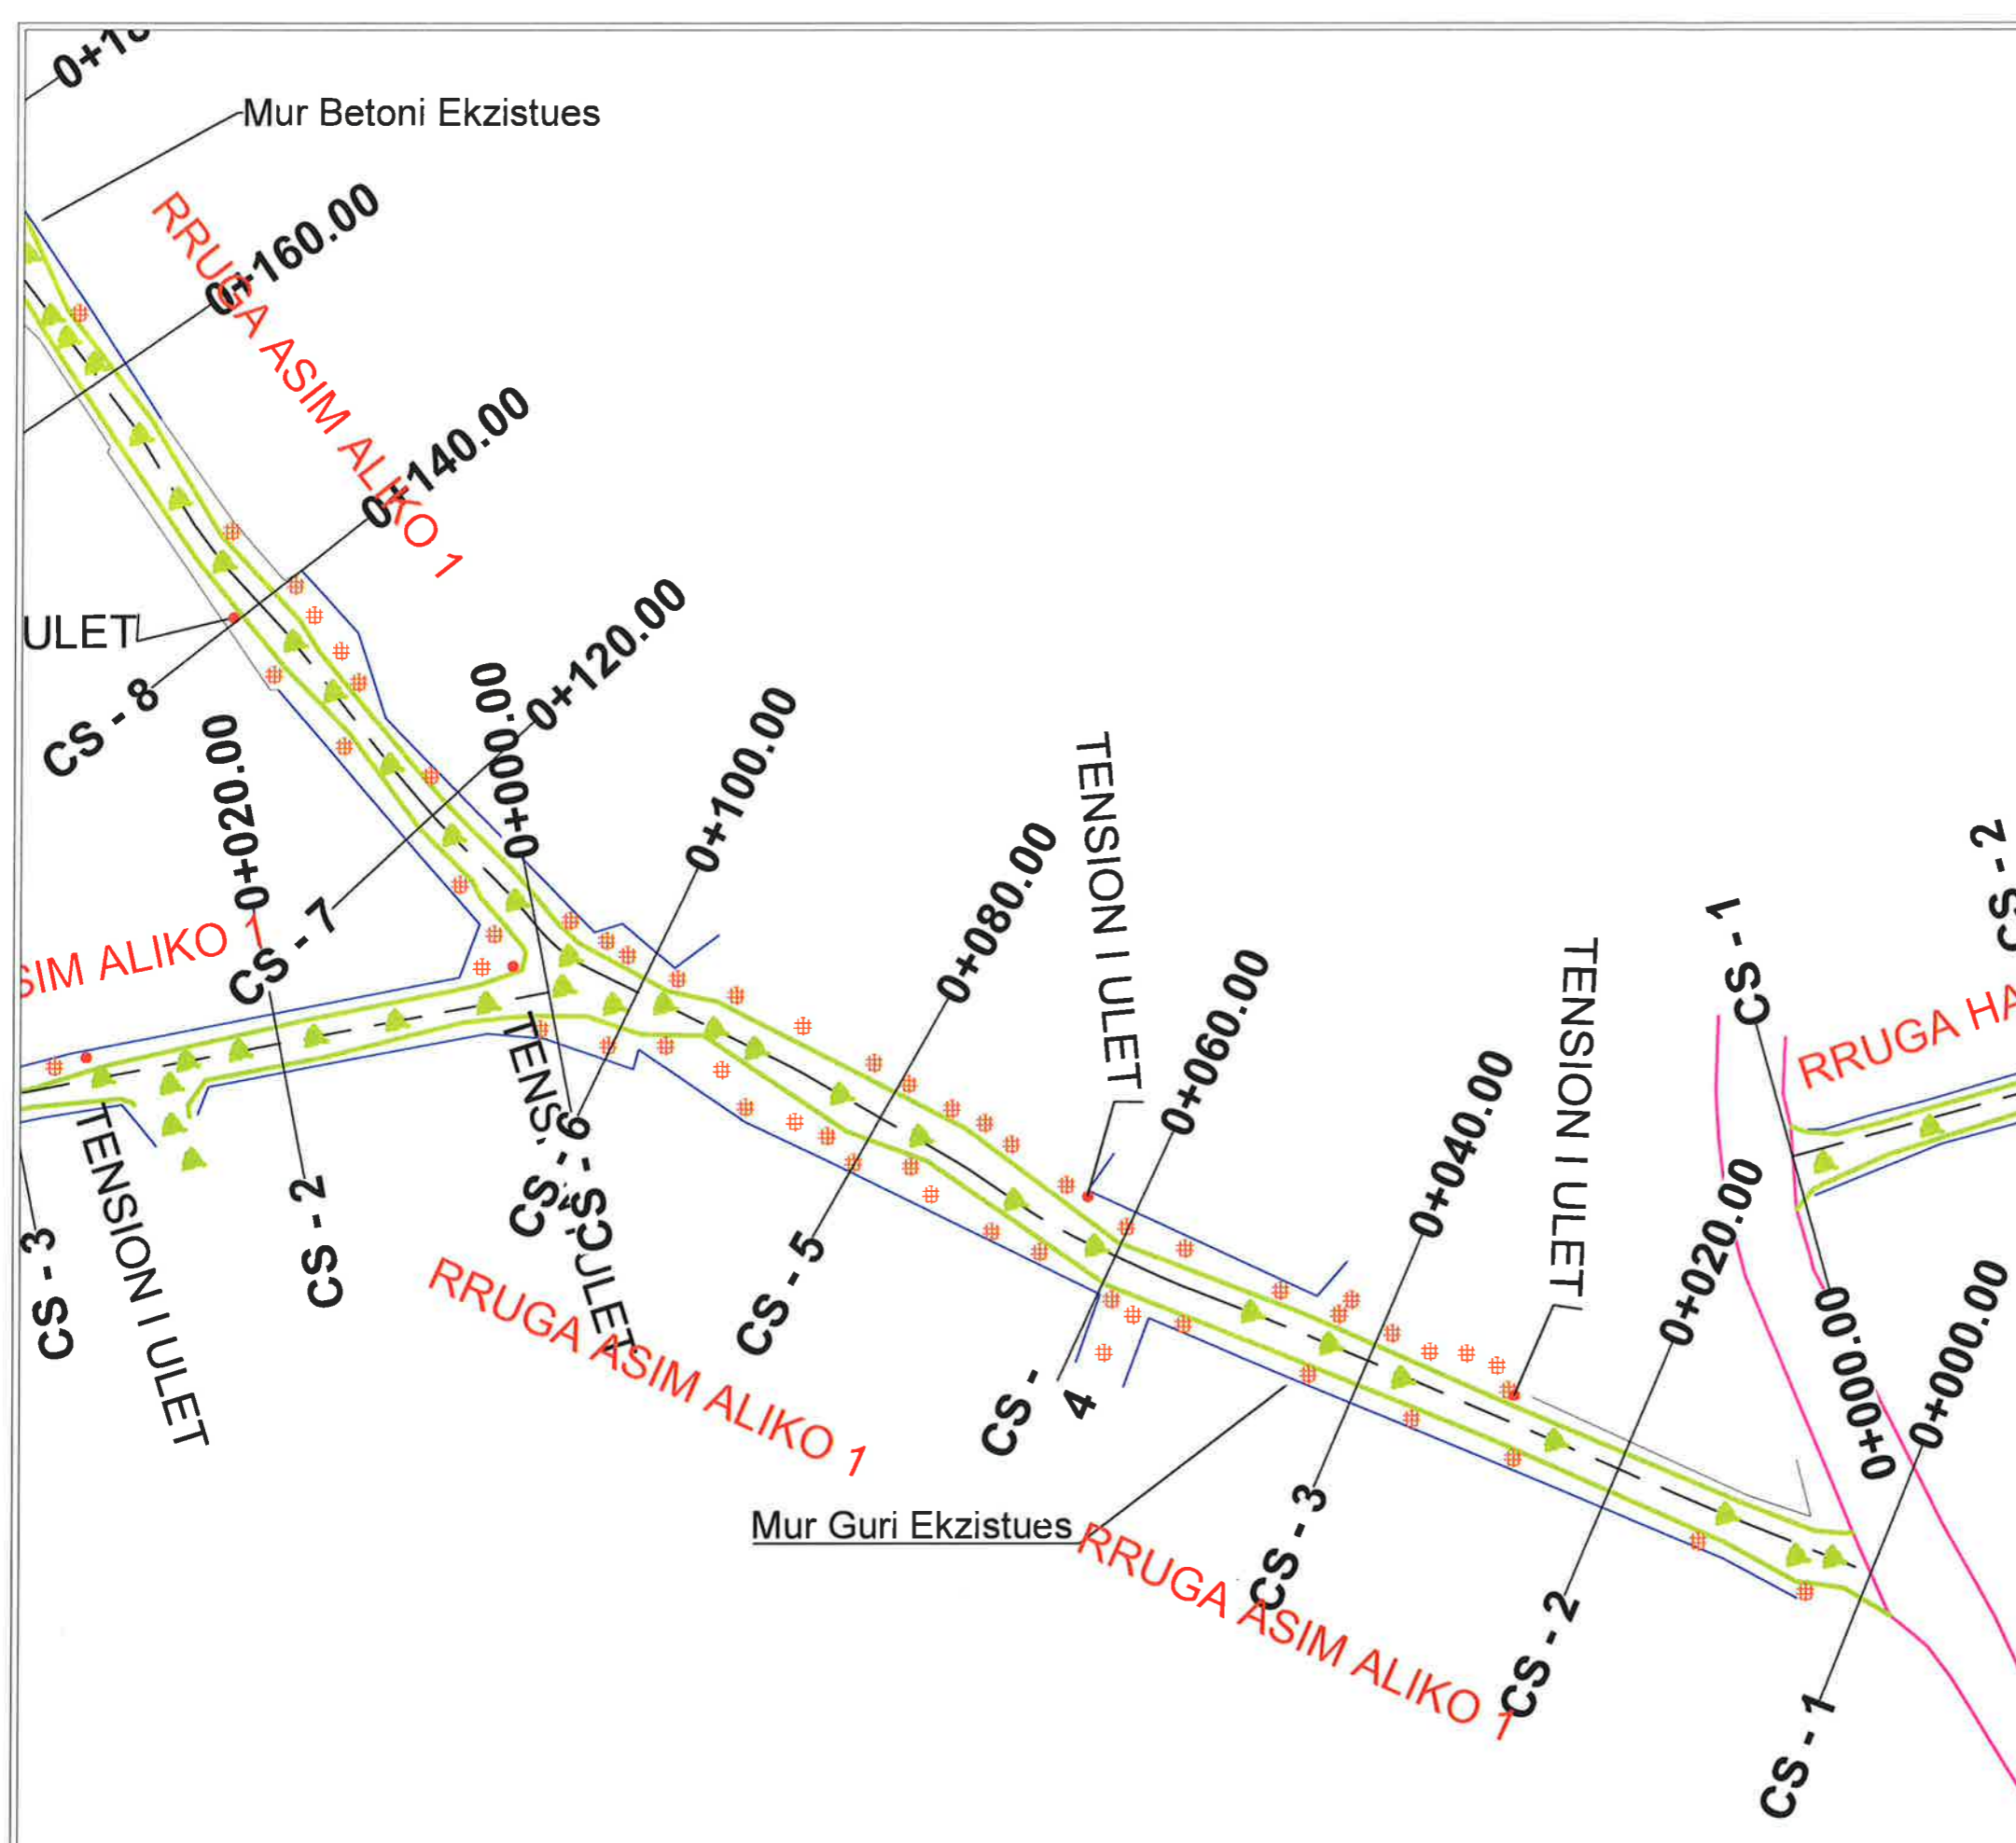 Mur Betoni Ekzistues
0+160.00
RRUGA ASIM ALIKO 1
0+140.00
ULET
CS - 8
0+120.00
0+020.00
0+000.00
0+100.00
CS - 7
ALIKO 1
TENSION I ULET
0+080.00
0+060.00
TENSION I ULET
CS - 1
CS - 2
RRUGA
0+040.00
0+020.00
0+000.00
0+000.00
CS - 3
TENSION I ULET
CS - 2
CS
CS - 6
ULET
RRUGA ASIM ALIKO 1
CS - 5
CS - 4
Mur Guri Ekzistues
RRUGA ASIM ALIKO 1
CS - 3
CS - 2
CS - 1